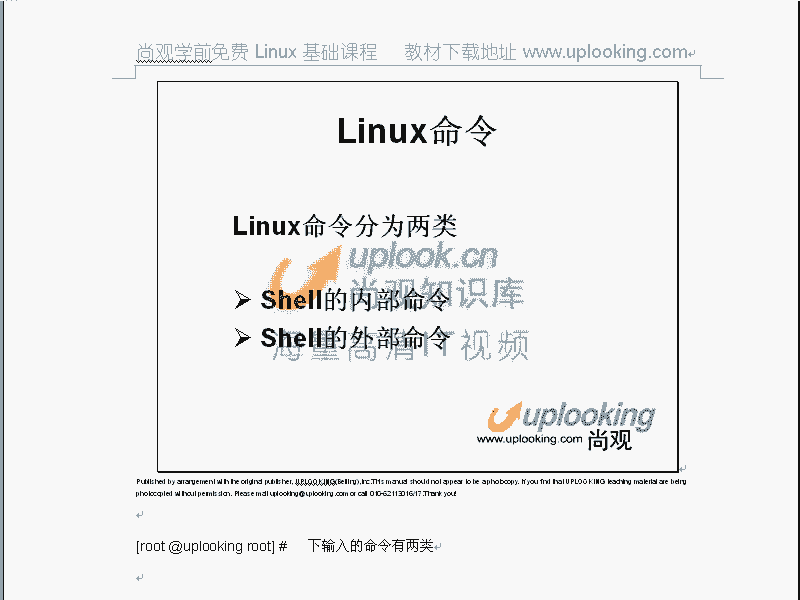 尚观学前免费 Linux 基础课程 教材下载地址 www.uplooking.com
Linux命令
Linux命令分为两类
uplook.cn
尚观知识库
➢ Shell的内部命令
➢ Shell的外部命令
海量高清IT视频
uplooking
www.uplooking.com 尚观
Published by arrangement with the original publisher, UPLOOKING(Beijing),Inc.This manual should not appear to be a photocopy. If you find that UPLOOKING teaching material are being
photocopied without permission. Please mail uplooking@uplooking.com or call 010-62113016/17.Thank you!
[root @uplooking root] # 下输入的命令有两类